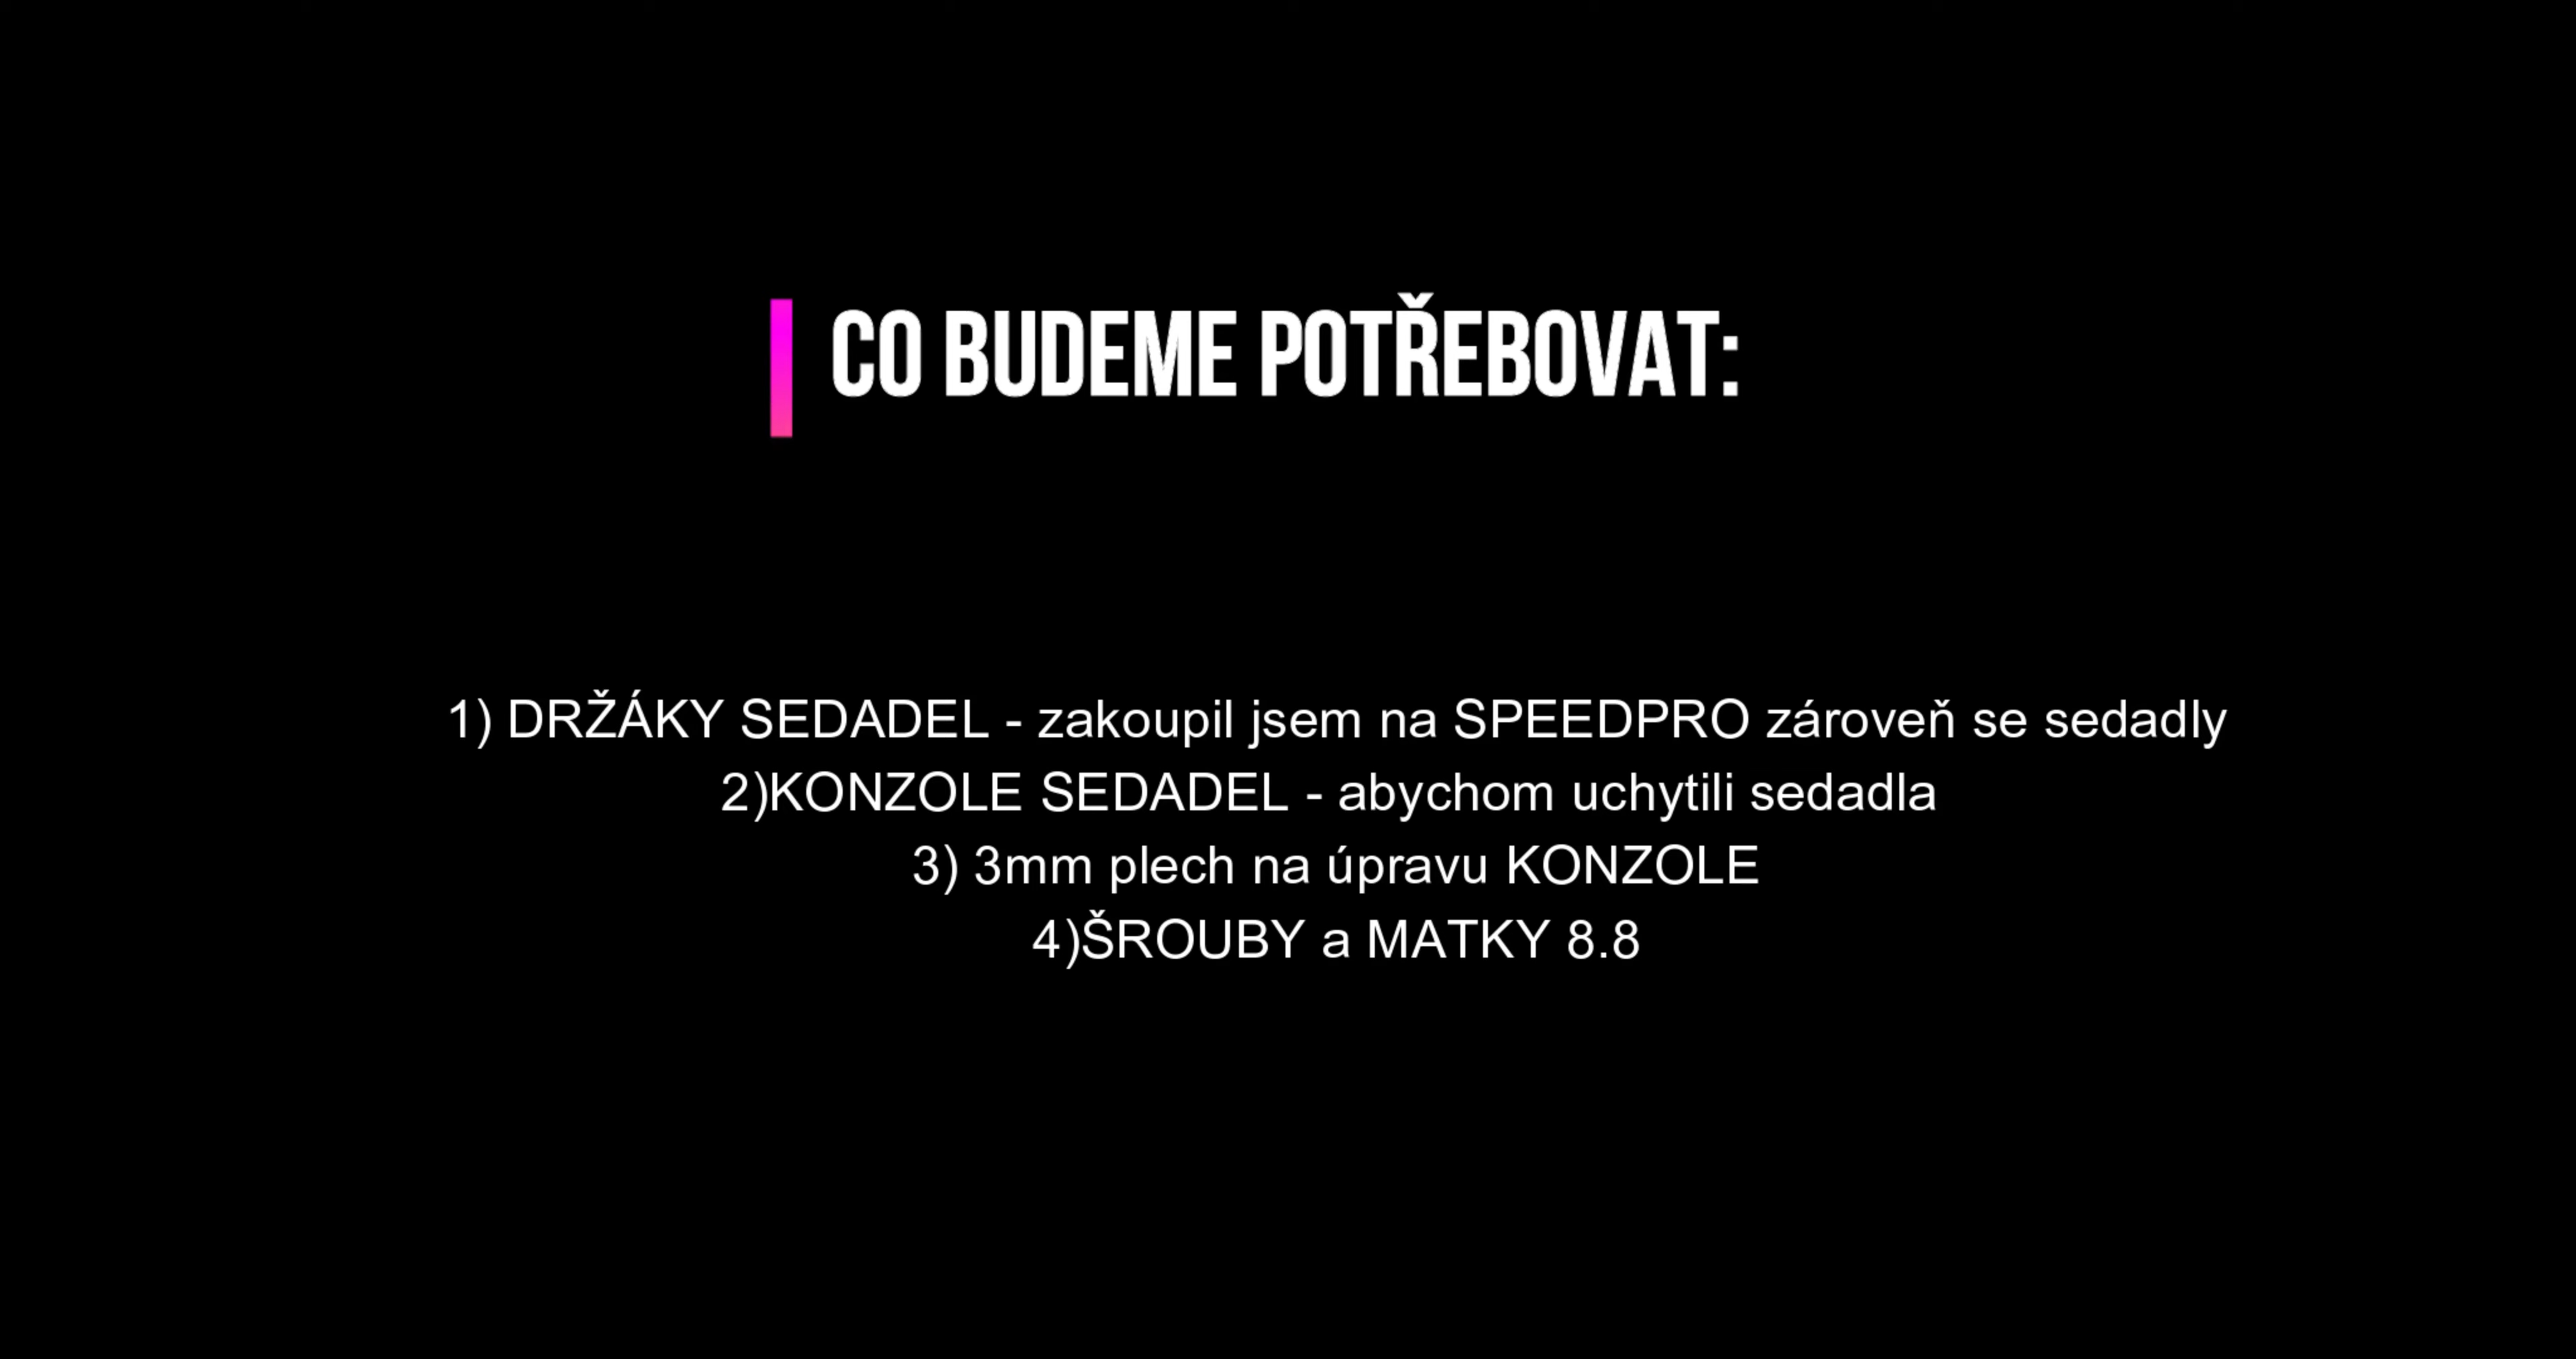 CO BUDEME POTŘEBOVAT:
1) DRŽÁKY SEDADEL - zakoupil jsem na SPEEDPRO zároveň se sedadly
2)KONZOLE SEDADEL - abychom uchytili sedadla
3) 3mm plech na úpravu KONZOLE
4)ŠROUBY a MATKY 8.8